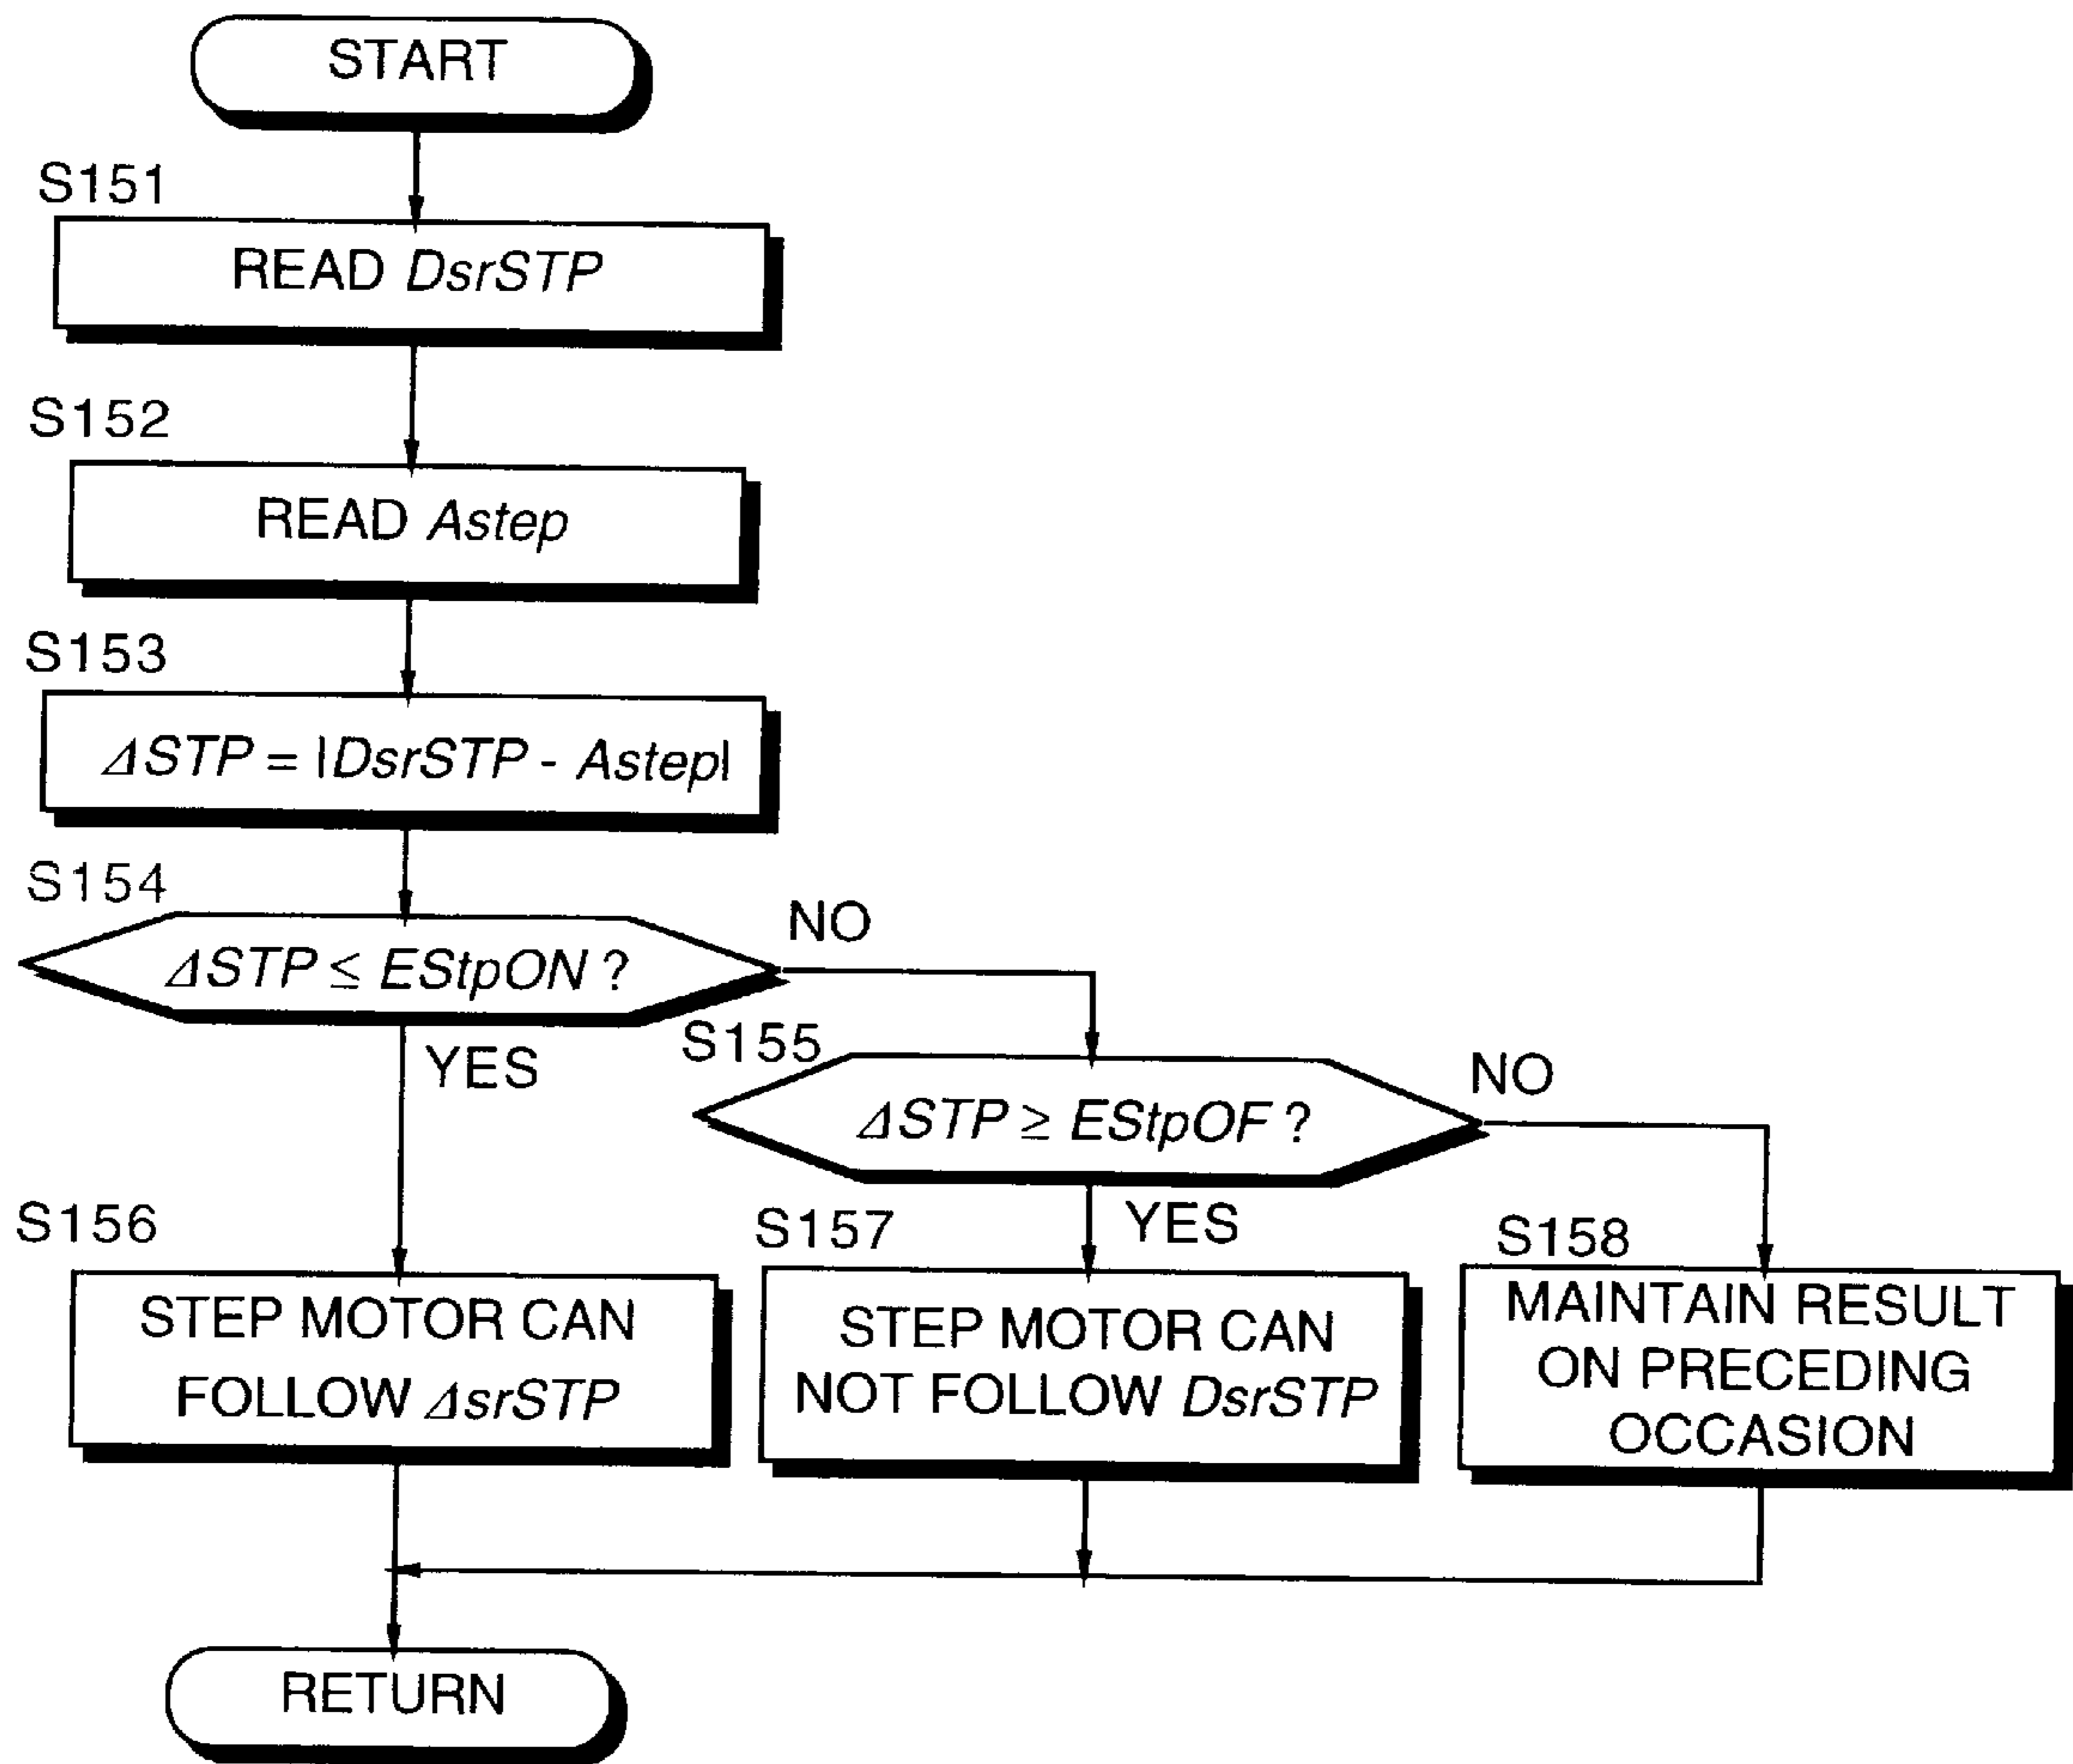 START
S151
READ DsrSTP
S152
READ Astep
S153
ΔSTP = |DsrSTP - Astep|
S154
ΔSTP ≤ EStpON ?
NO
YES
S155
ΔSTP ≥ EStpOF ?
NO
YES
S156
STEP MOTOR CAN
FOLLOW ΔsrSTP
S157
STEP MOTOR CAN
NOT FOLLOW DsrSTP
S158
MAINTAIN RESULT
ON PRECEDING
OCCASION
RETURN